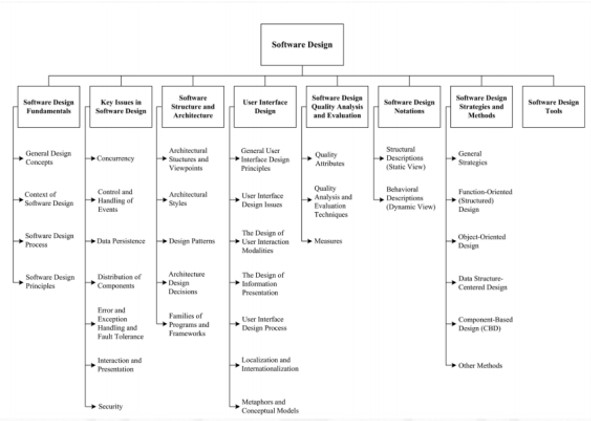 Software Design
Software Design
Fundamentals
Key Issues in
Software Design
Software
Structure and
Architecture
User Interface
Design
Software Design
Quality Analysis
and Evaluation
Software Design
Notations
Software Design
Strategies and
Methods
Software Design
Tools
General Design
Concepts
Context of
Software Design
Software Design
Process
Software Design
Principles
Concurrency
Control and
Handling of
Events
Data Persistence
Distribution of
Components
Error and
Exception
Handling and
Fault Tolerance
Interaction and
Presentation
Security
Architectural
Stuctures and
Viewpoints
Architectural
Styles
Design Patterns
Architecture
Design
Decisions
Families of
Programs and
Frameworks
General User
Interface Design
Principles
User Interface
Design Issues
The Design of
User Interaction
Modalities
The Design of
Information
Presentation
User Interface
Design Process
Localization and
Internationalization
Metaphors and
Conceptual Models
Quality
Attributes
Quality
Analysis and
Evaluation
Techniques
Measures
Structural
Descriptions
(Static View)
Behavioral
Descriptions
(Dynamic View)
General
Strategies
Function-Oriented
(Structured)
Design
Object-Oriented
Design
Data Structure-
Centered Design
Component-Based
Design (CBD)
Other Methods